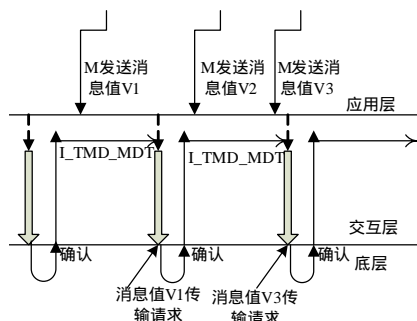 M发送消
息值V1
M发送消
息值V2
M发送消
息值V3
应用层
I_TMD_MDT
I_TMD_MDT
交互层
确认
确认
确认
底层
消息值V1传
输请求
消息值V3传
输请求